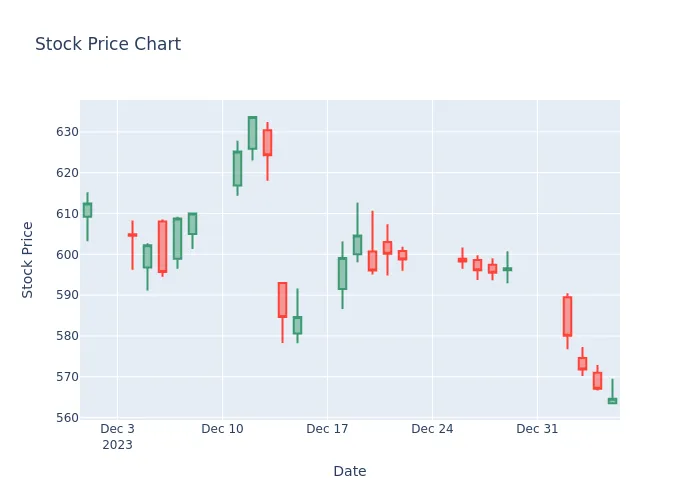 Stock Price Chart
Stock Price
630
620
610
600
590
580
570
560
Dec 3
2023
Dec 10
Dec 17
Dec 24
Dec 31
Date